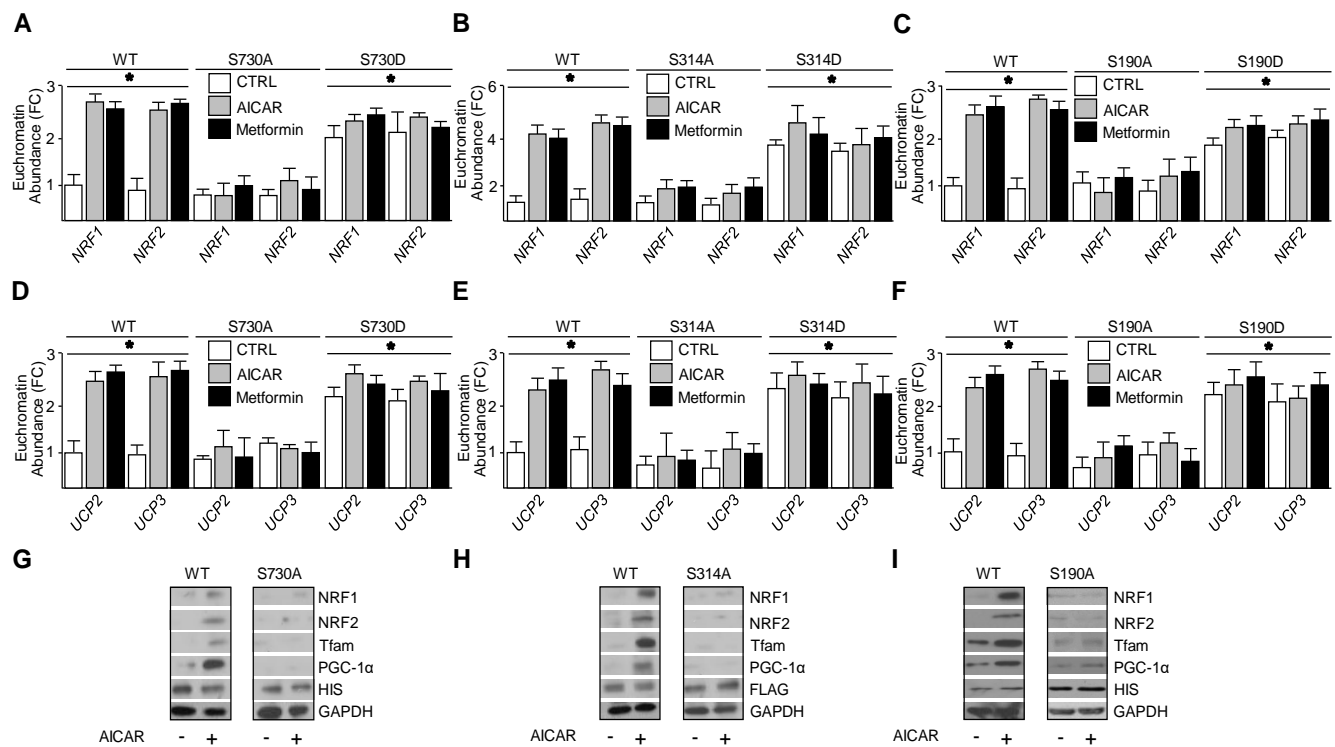 A
WT S730A S730D
* *
CTRL
AICAR
Metformin
Euchromatin
Abundance (FC)
3
2
1
NRF1 NRF2 NRF1 NRF2 NRF1 NRF2
B
WT S314A S314D
* *
CTRL
AICAR
Metformin
Euchromatin
Abundance (FC)
6
4
2
NRF1 NRF2 NRF1 NRF2 NRF1 NRF2
C
WT S190A S190D
* *
CTRL
AICAR
Metformin
Euchromatin
Abundance (FC)
3
2
1
NRF1 NRF2 NRF1 NRF2 NRF1 NRF2
D
WT S730A S730D
* *
CTRL
AICAR
Metformin
Euchromatin
Abundance (FC)
3
2
1
UCP2 UCP3 UCP2 UCP3 UCP2 UCP3
E
WT S314A S314D
* *
CTRL
AICAR
Metformin
Euchromatin
Abundance (FC)
3
2
1
UCP2 UCP3 UCP2 UCP3 UCP2 UCP3
F
WT S190A S190D
* *
CTRL
AICAR
Metformin
Euchromatin
Abundance (FC)
3
2
1
UCP2 UCP3 UCP2 UCP3 UCP2 UCP3
G
WT S730A
NRF1
NRF2
Tfam
PGC-1α
HIS
GAPDH
AICAR - + - +
H
WT S314A
NRF1
NRF2
Tfam
PGC-1α
FLAG
GAPDH
AICAR - + - +
I
WT S190A
NRF1
NRF2
Tfam
PGC-1α
HIS
GAPDH
AICAR - + - +